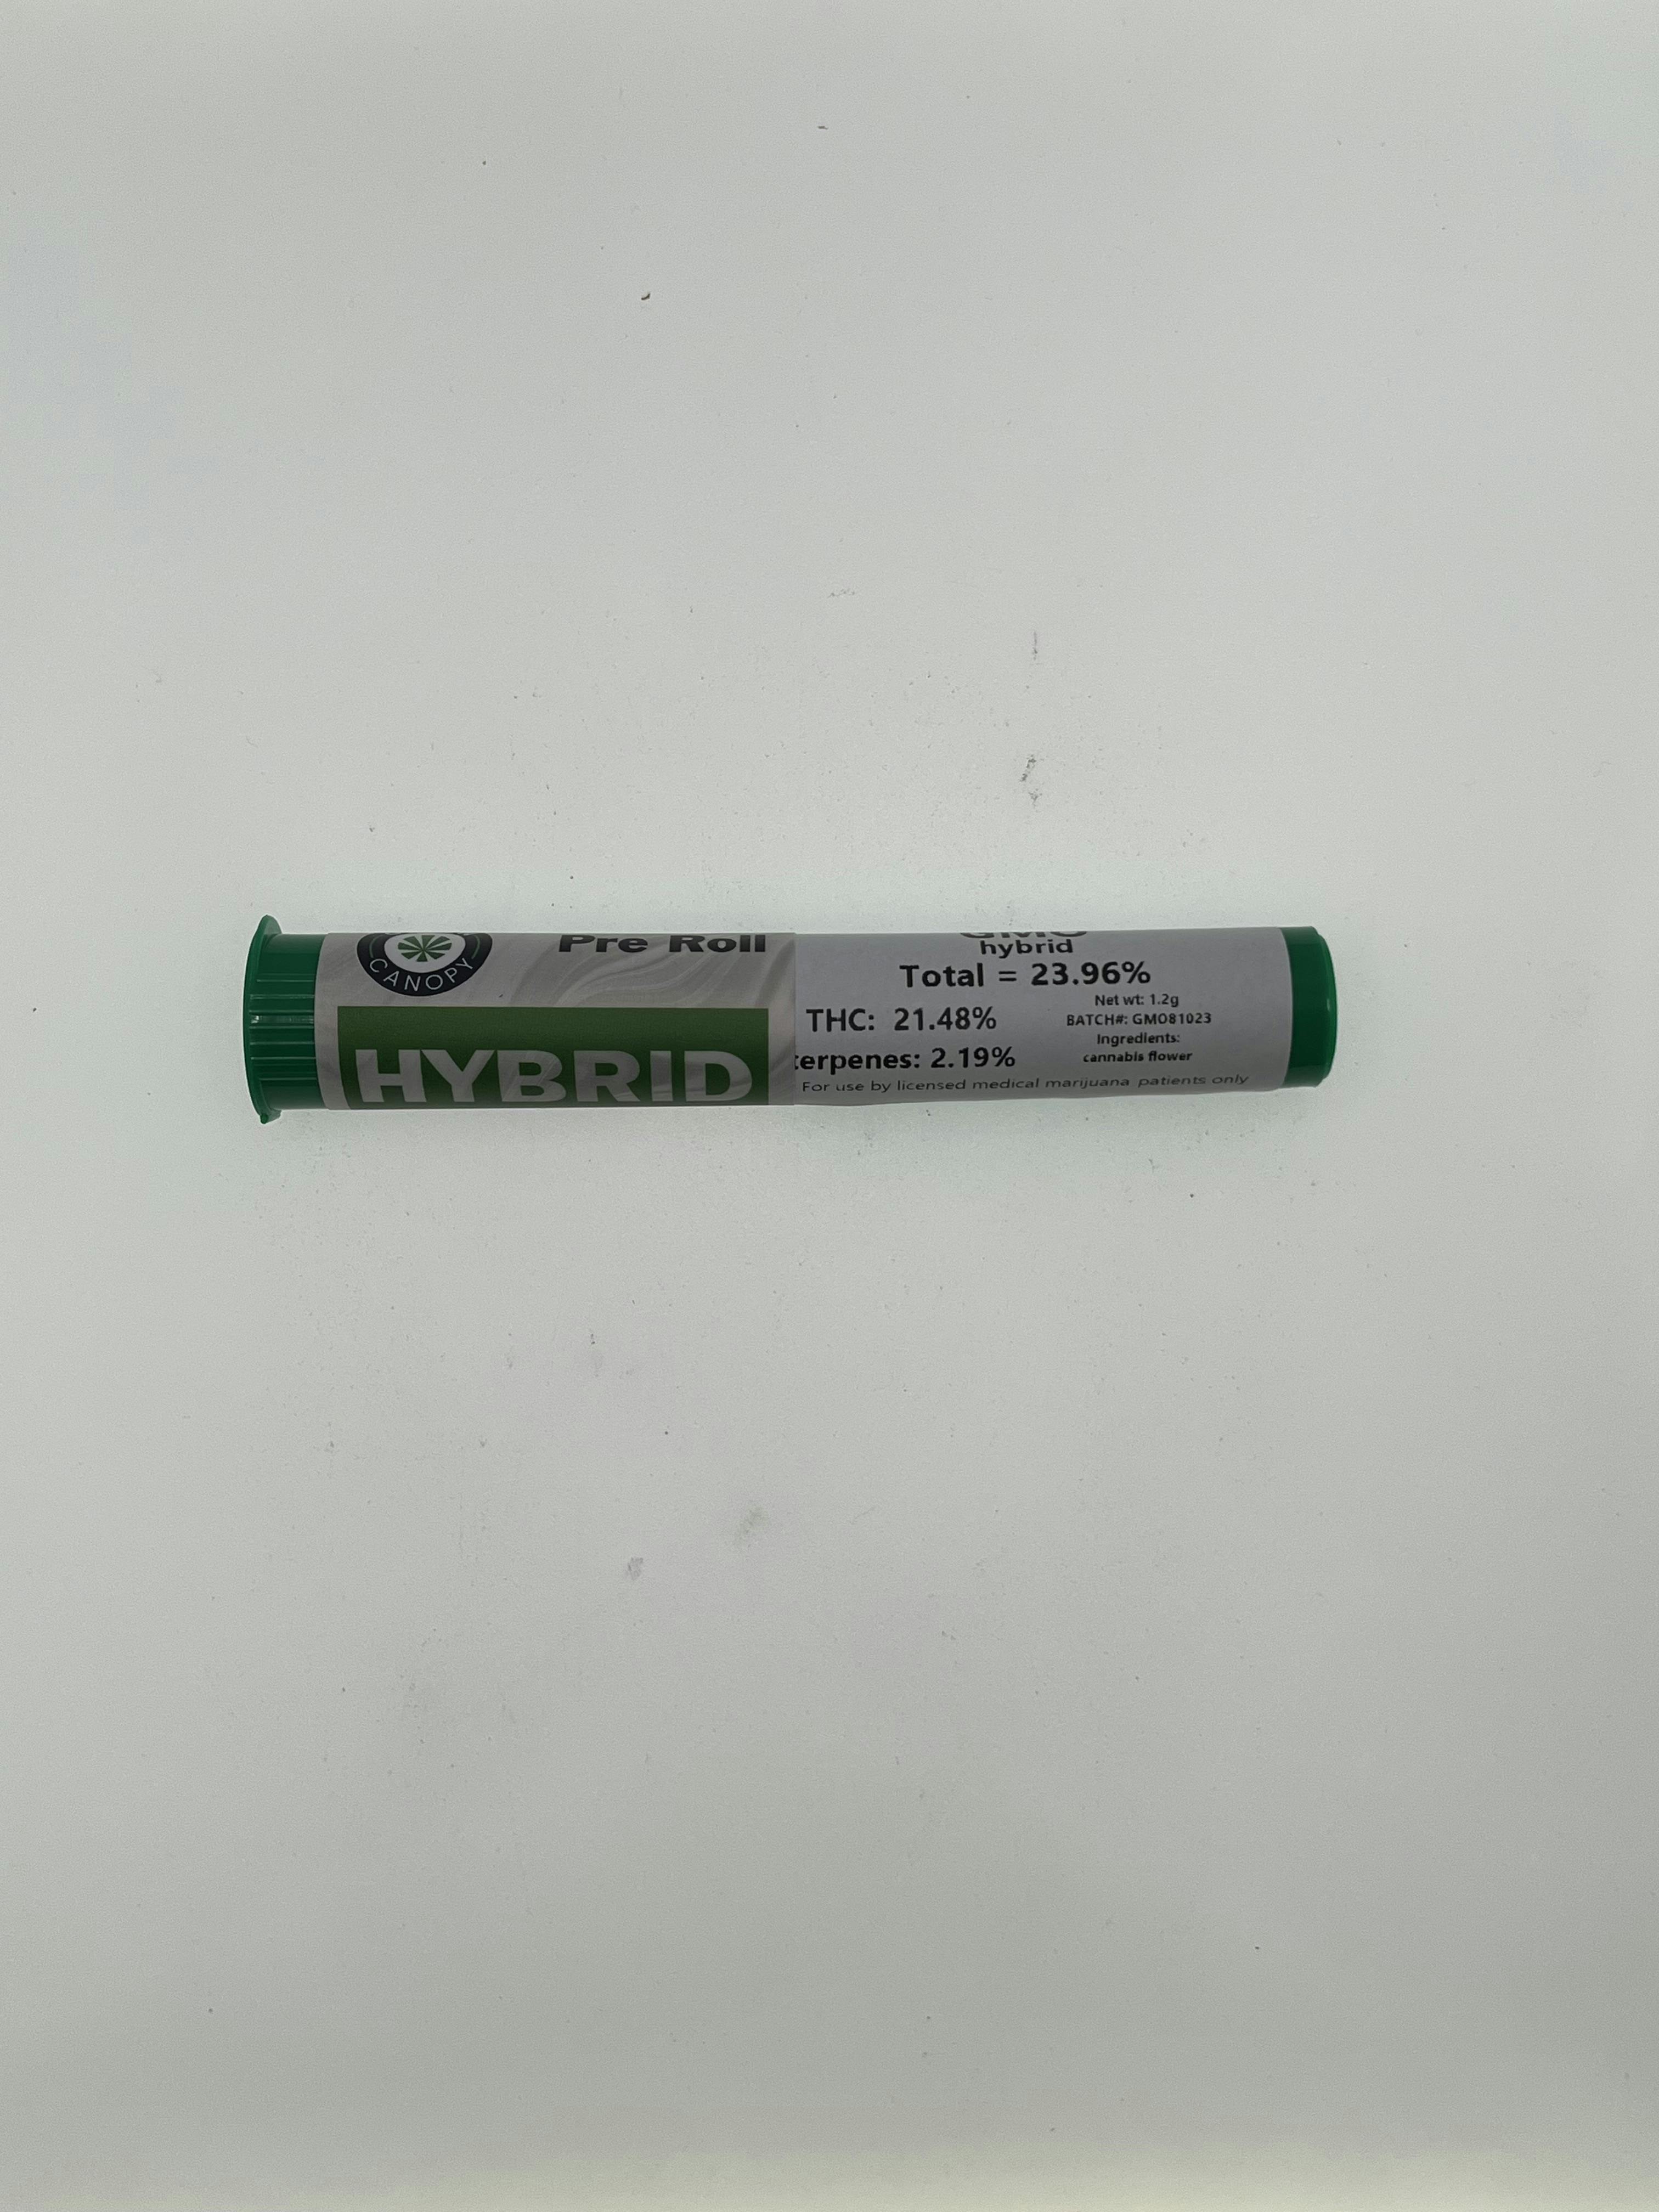 CANOPY
Pre Roll
HYBRID
GMO
hybrid
Total = 23.96%
THC: 21.48%
terpenes: 2.19%
Net wt: 1.2g
BATCH#: GMO81023
Ingredients:
cannabis flower
For use by licensed medical marijuana patients only